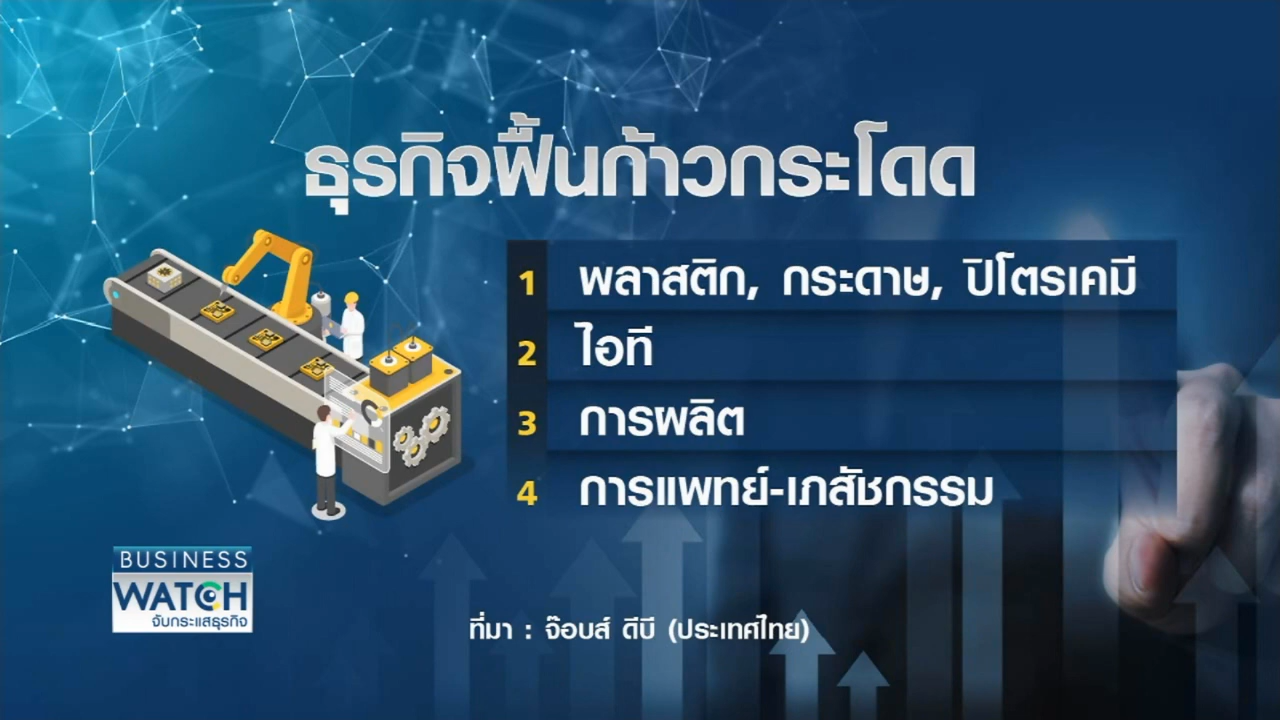 ธุรกิจฟื้นก้าวกระโดด
1 พลาสติก, กระดาษ, ปิโตรเคมี
2 ไอที
3 การผลิต
4 การแพทย์-เภสัชกรรม
BUSINESS
WATCH
จับกระแสธุรกิจ
ที่มา : จ๊อบส์ ดีบี (ประเทศไทย)